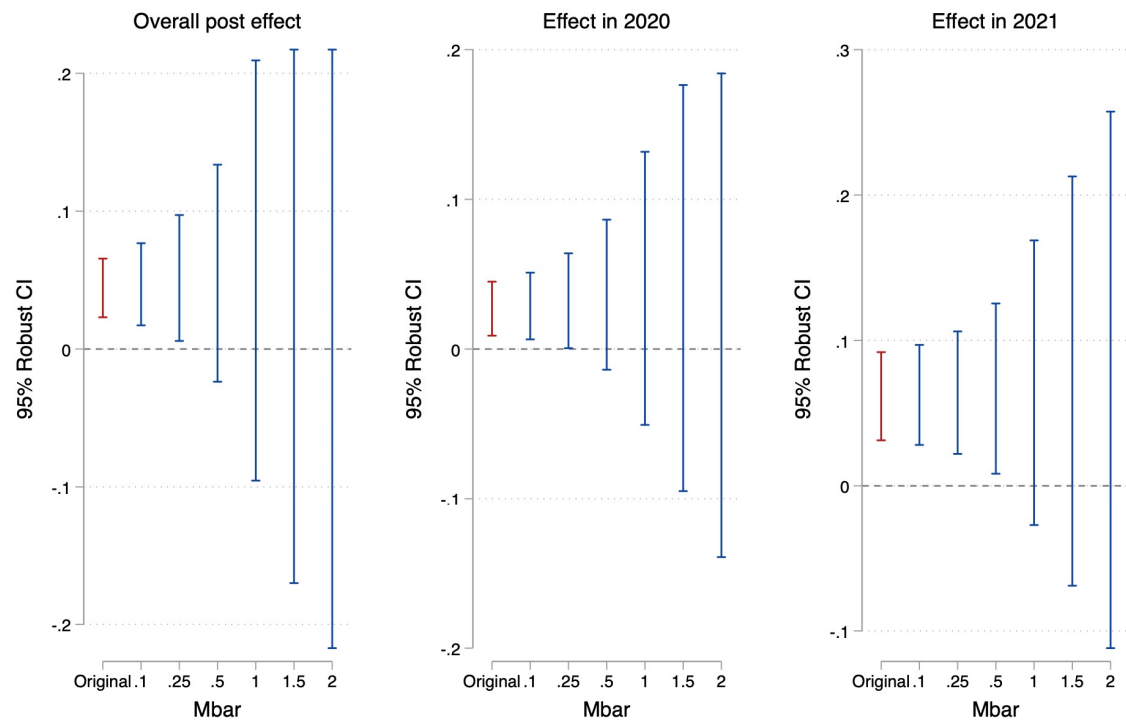 Overall post effect
95% Robust CI
.2
.1
0
-.1
-.2
Original .1 .25 .5 1 1.5 2
Mbar
Effect in 2020
95% Robust CI
.2
.1
0
-.1
-.2
Original .1 .25 .5 1 1.5 2
Mbar
Effect in 2021
95% Robust CI
.3
.2
.1
0
-.1
Original .1 .25 .5 1 1.5 2
Mbar